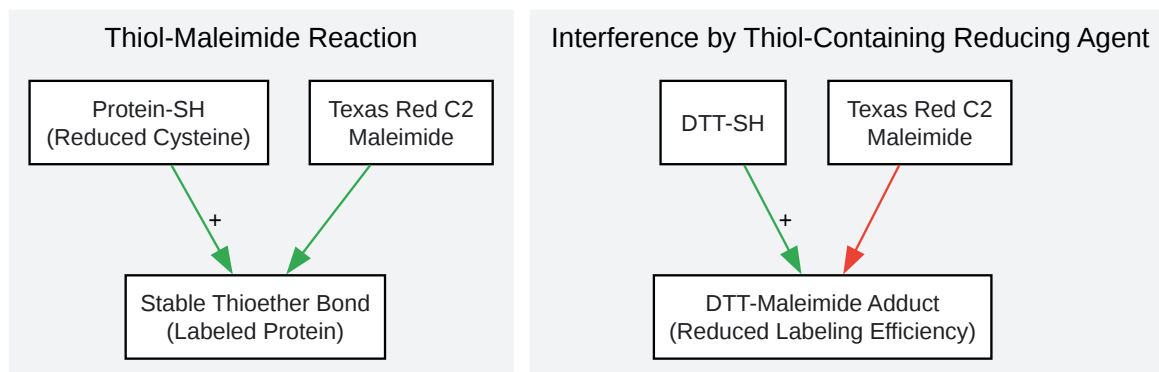 Thiol-Maleimide Reaction
Protein-SH
(Reduced Cysteine)
Texas Red C2
Maleimide
+
Stable Thioether Bond
(Labeled Protein)
Interference by Thiol-Containing Reducing Agent
DTT-SH
Texas Red C2
Maleimide
+
DTT-Maleimide Adduct
(Reduced Labeling Efficiency)